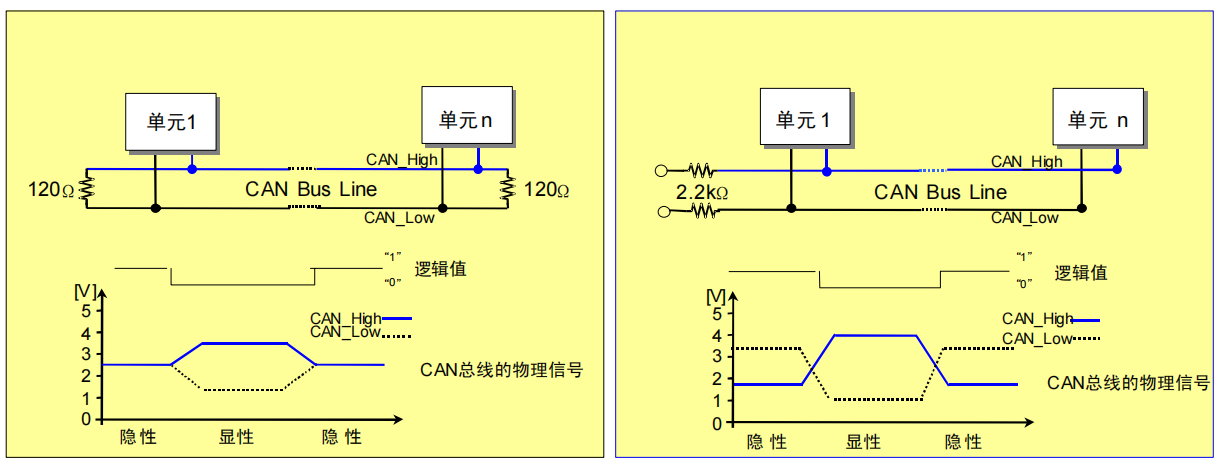 单元1
单元n
CAN_High
120Ω
CAN Bus Line
120Ω
CAN_Low
“1”
逻辑值
“0”
[V]
5
CAN_High
4
CAN_Low
3
2
CAN总线的物理信号
1
0
隐性
显性
隐 性
单元1
单元 n
CAN_High
2.2kΩ
CAN Bus Line
CAN_Low
“1”
逻辑值
“0”
[V]
5
CAN_High
4
CAN_Low
3
2
CAN总线的物理信号
1
0
隐 性
显性
隐性